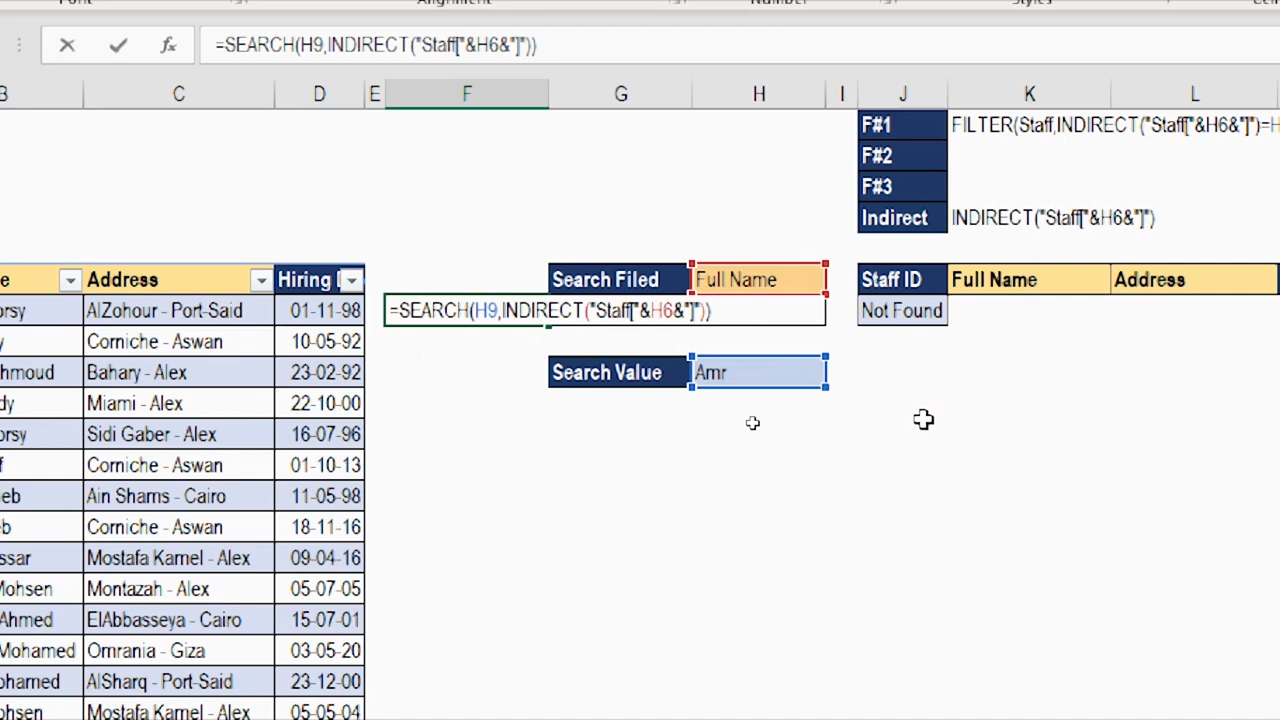 =SEARCH(H9,INDIRECT("Staff["&H6&"]"))
C D E F G H I J K L
F#1 FILTER(Staff,INDIRECT("Staff["&H6&"]")=
F#2
F#3
Indirect INDIRECT("Staff["&H6&"]")
Address Hiring Search Filed Full Name Staff ID Full Name Address
AlZohour - Port-Said 01-11-98 =SEARCH(H9,INDIRECT("Staff["&H6&"]")) Not Found
Corniche - Aswan 10-05-92
Bahary - Alex 23-02-92 Search Value Amr
Miami - Alex 22-10-00
Sidi Gaber - Alex 16-07-96
Corniche - Aswan 01-10-13
Ain Shams - Cairo 11-05-98
Corniche - Aswan 18-11-16
Mostafa Kamel - Alex 09-04-16
Mohsen Montazah - Alex 05-07-05
Ahmed ElAbbasseya - Cairo 15-07-01
Mohamed Omrania - Giza 03-05-20
AlSharq - Port-Said 23-12-00
Mostafa Kamel - Alex 05-05-04